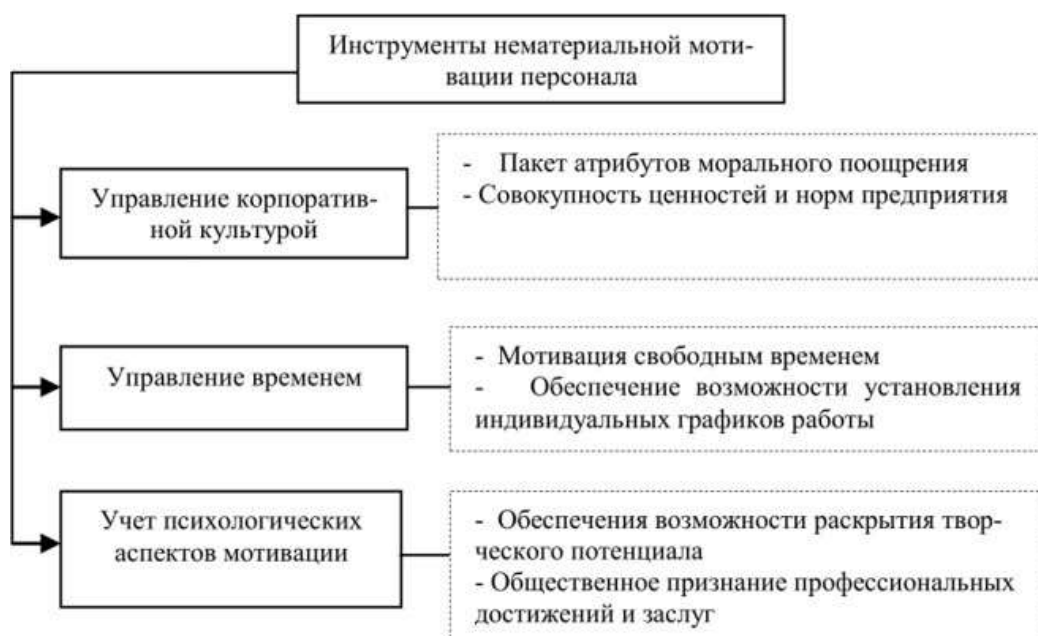 Инструменты нематериальной моти-
вации персонала
Управление корпоратив-
ной культурой
- Пакет атрибутов морального поощрения
- Совокупность ценностей и норм предприятия
Управление временем
- Мотивация свободным временем
- Обеспечение возможности установления
индивидуальных графиков работы
Учет психологических
аспектов мотивации
- Обеспечения возможности раскрытия твор-
ческого потенциала
- Общественное признание профессиональных
достижений и заслуг